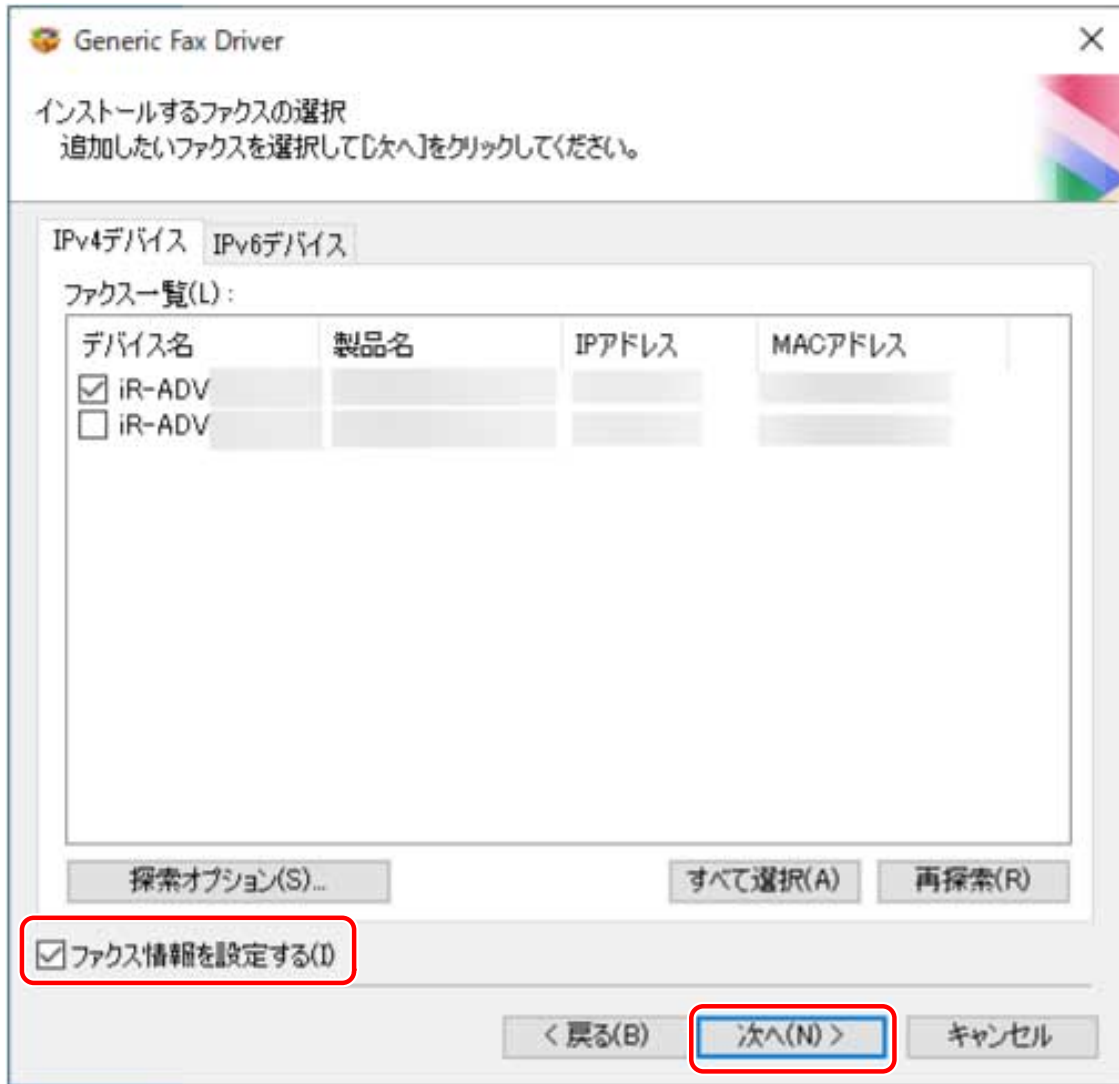 Generic Fax Driver
インストールするファクスの選択
追加したいファクスを選択して[次へ]をクリックしてください。
IPv4デバイス IPv6デバイス
ファクス一覧(L):
デバイス名 製品名 IPアドレス MACアドレス
iR-ADV
iR-ADV
探索オプション(S)... すべて選択(A) 再探索(R)
ファクス情報を設定する(I)
< 戻る(B) 次へ(N) > キャンセル